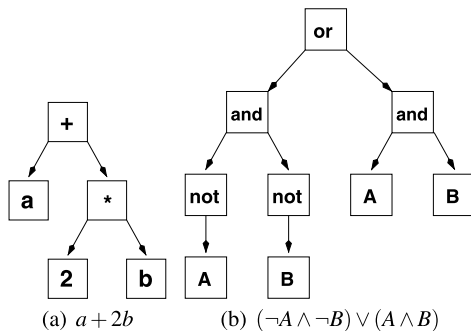 or
and and
+
not not A B
a *
2 b A B
(a) a + 2b (b) (¬A ∧ ¬B) ∨ (A ∧ B)